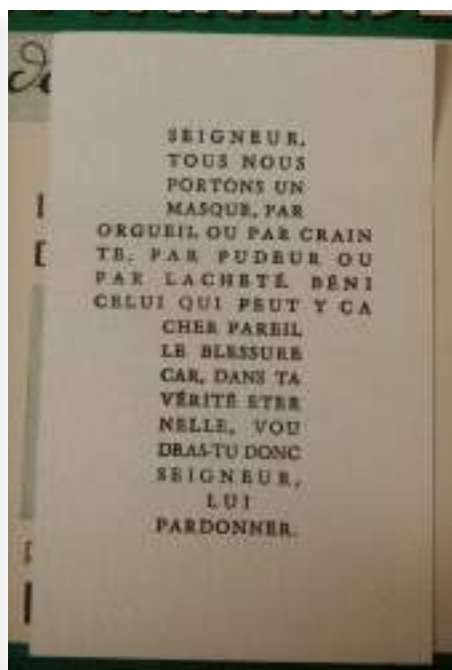 SEIGNEUR,
TOUS NOUS
PORTONS UN
MASQUE, PAR
ORGUEIL OU PAR CRAIN
TE, PAR PUDEUR OU
PAR LACHETÉ. BÉNI
CELUI QUI PEUT Y CA
CHER PAREIL
LE BLESSURE
CAR, DANS TA
VÉRITÉ ETER
NELLE, VOU
DRAS-TU DONC
SEIGNEUR,
LUI
PARDONNER.